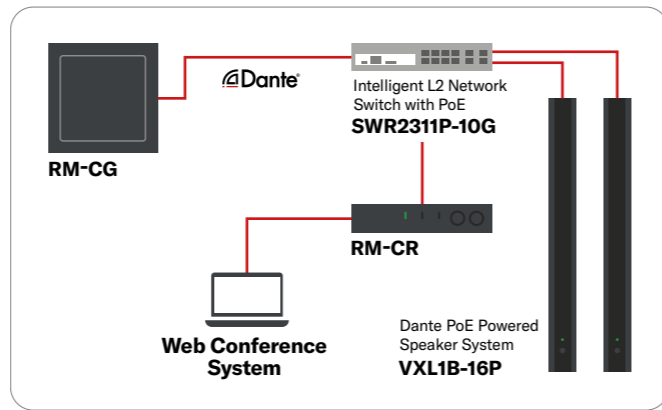 Dante®
Intelligent L2 Network
Switch with PoE
SWR2311P-10G
RM-CG
RM-CR
Web Conference
System
Dante PoE Powered
Speaker System
VXL1B-16P